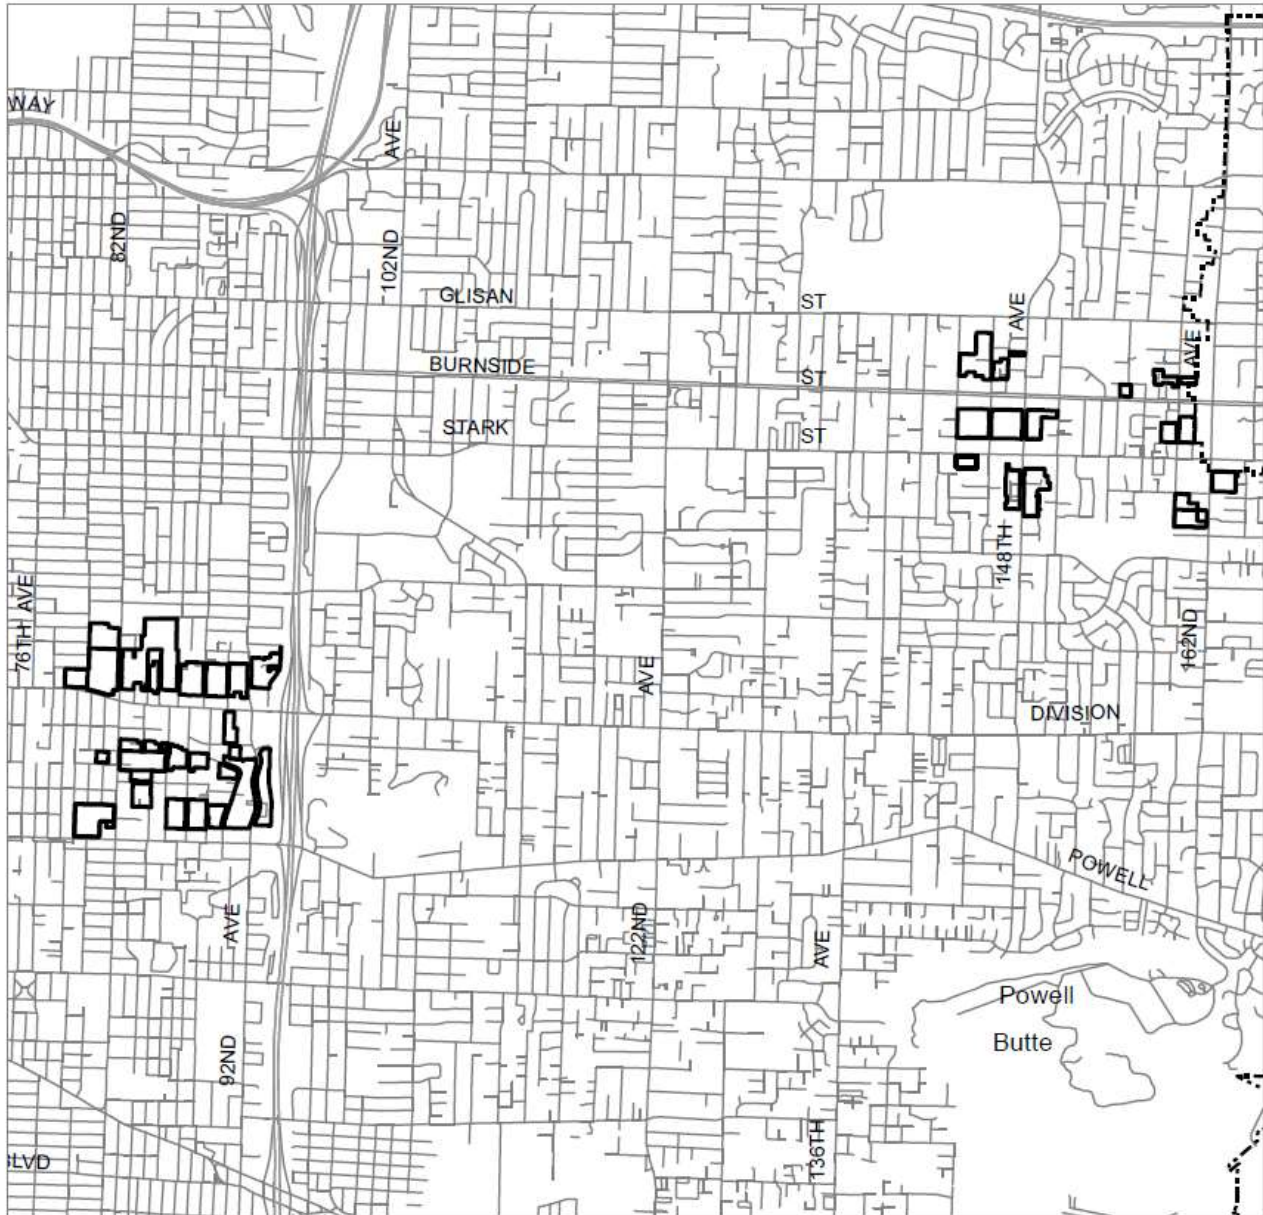 WAY
AVE
82ND
102ND
GLISAN
ST
AVE
BURNSIDE
ST
AVE
STARK
ST
148TH
76TH AVE
162ND
AVE
DIVISION
POWELL
AVE
122ND
AVE
Powell
Butte
92ND
136TH
BLVD